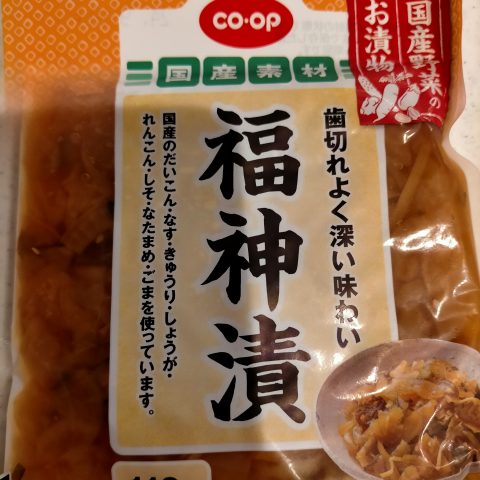 CO·OP
国産野菜の
お漬物
国産素材
歯切れよく深い味わい
福神漬
国産のだいこん・なす・きゅうり・しょうが・
れんこん・しそ・なたまめ・ごまを使っています。